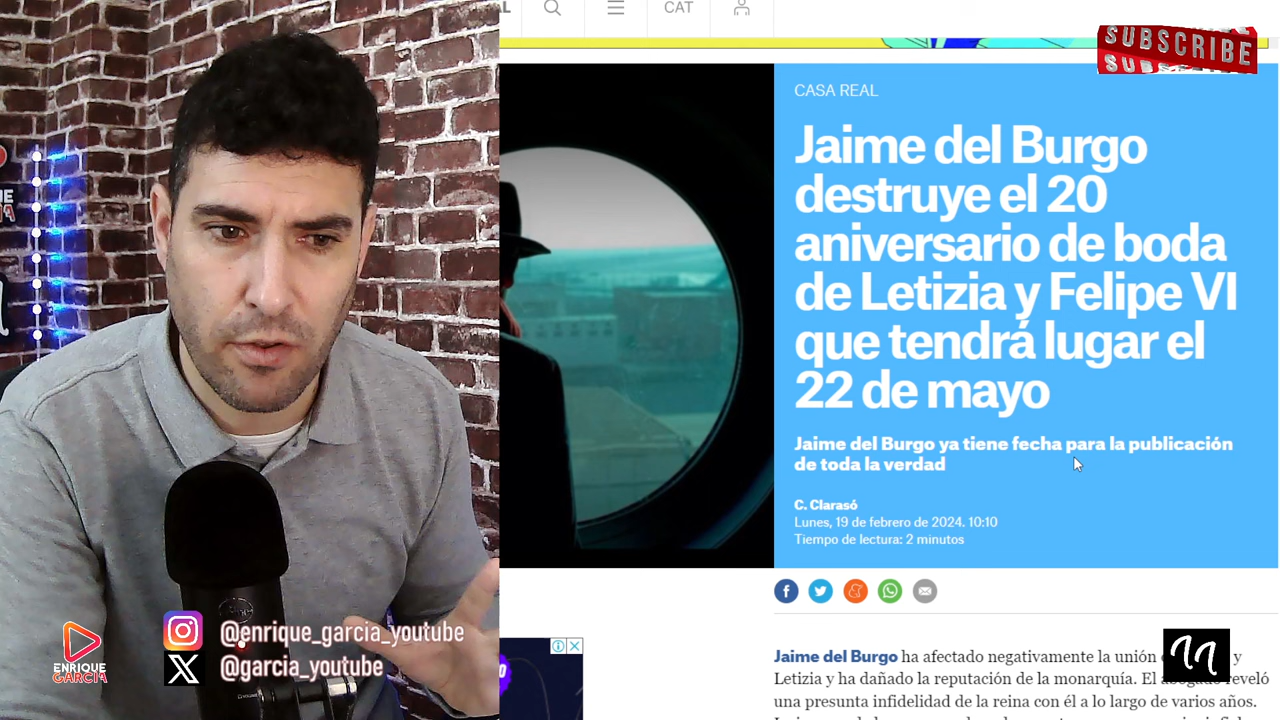 CAT
SUBSCRIBE
CASA REAL
Jaime del Burgo
destruye el 20
aniversario de boda
de Letizia y Felipe VI
que tendrá lugar el
22 de mayo
Jaime del Burgo ya tiene fecha para la publicación
de toda la verdad
C. Clarasó
Lunes, 19 de febrero de 2024. 10:10
Tiempo de lectura: 2 minutos
@enrique_garcia_youtube
@garcia_youtube
ENRIQUE
GARCIA
Jaime del Burgo ha afectado negativamente la unión y
Letizia y ha dañado la reputación de la monarquía. El reveló
una presunta infidelidad de la reina con él a lo largo de varios años.